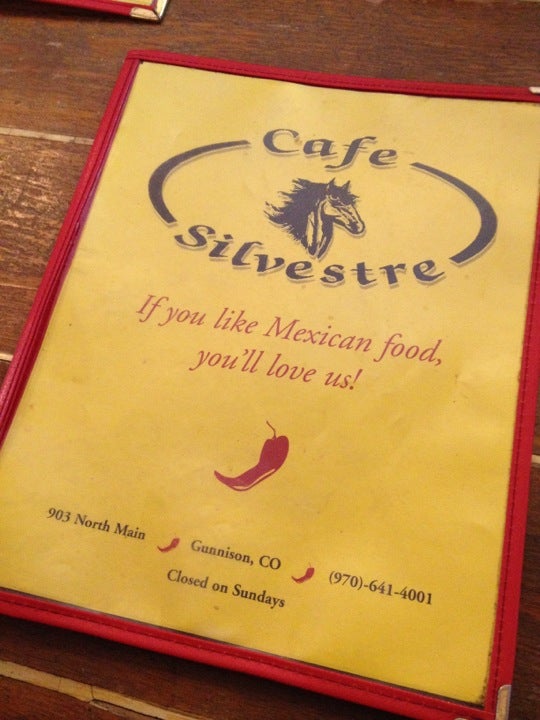 Cafe
Silvestre
If you like Mexican food,
you'll love us!
903 North Main Gunnison, CO (970)-641-4001
Closed on Sundays